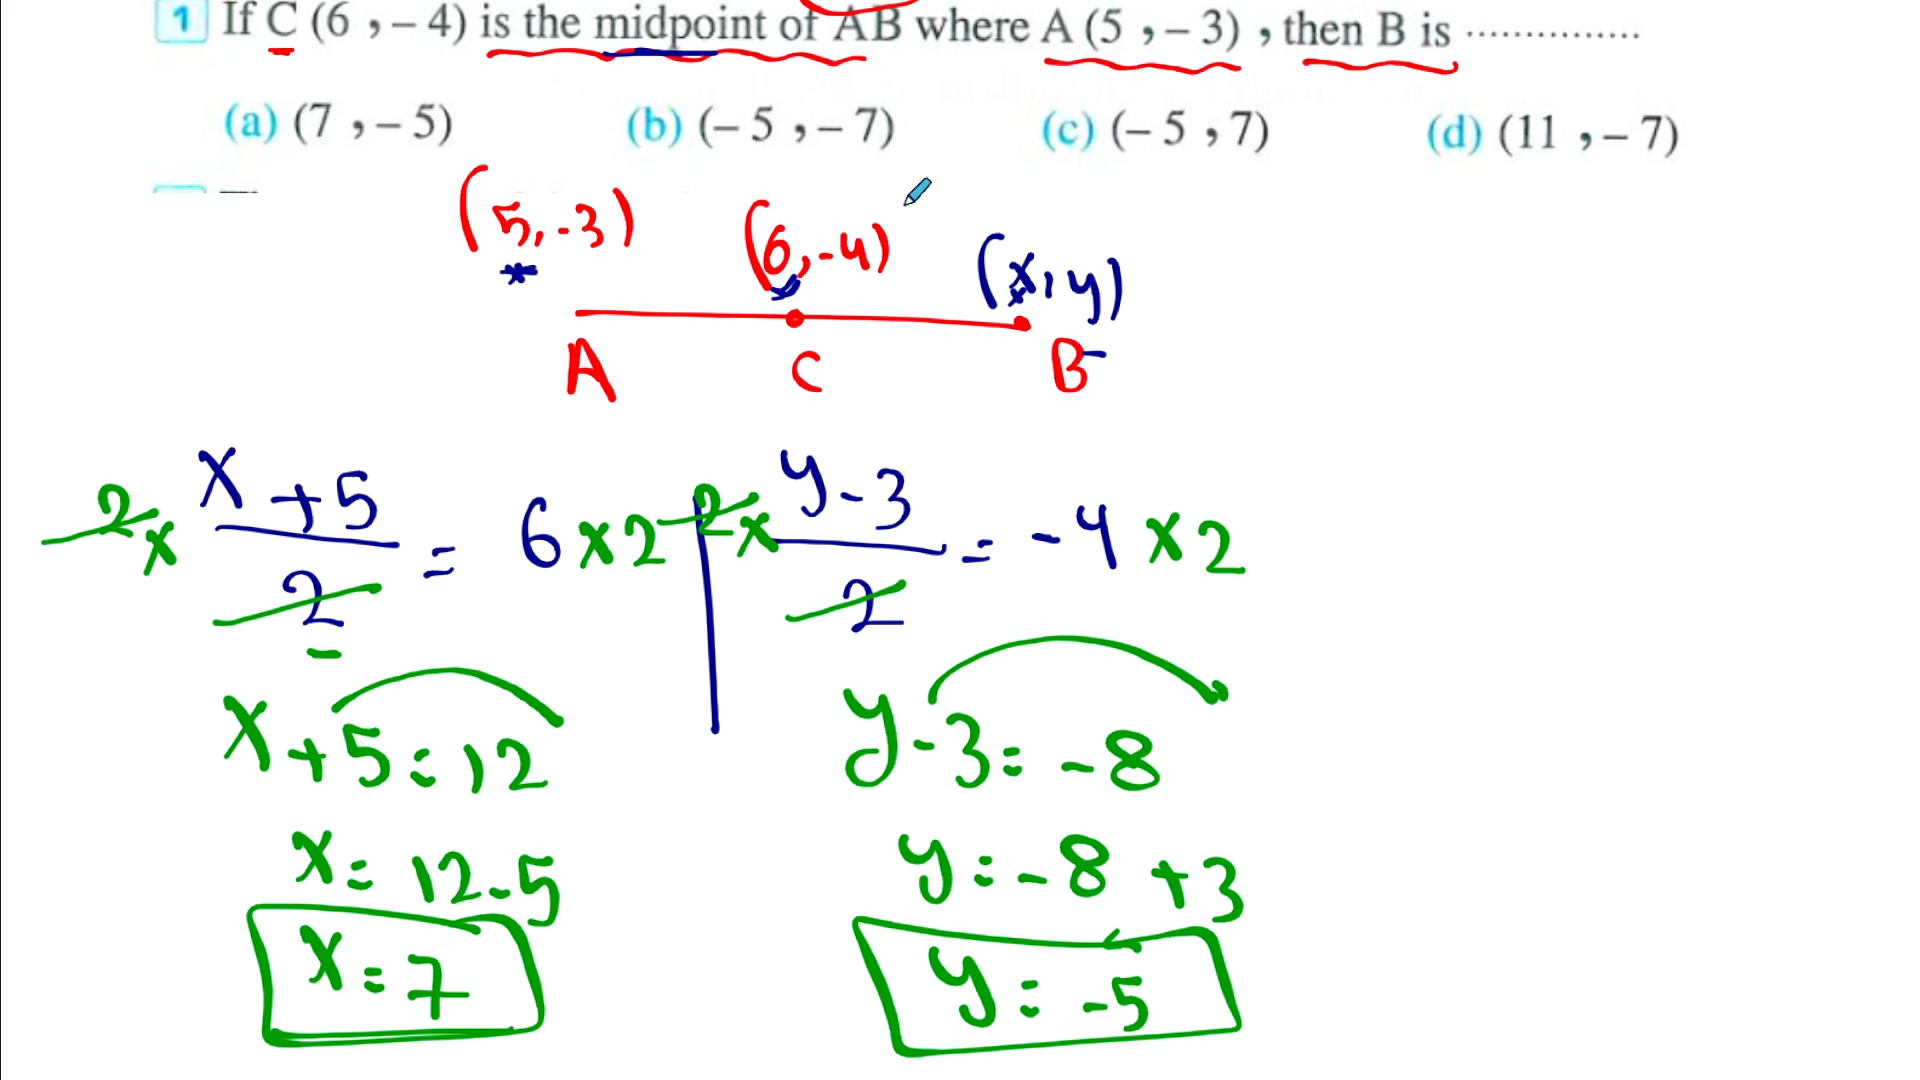 1 If C (6 , – 4) is the midpoint of AB where A (5 , – 3) , then B is ...............
(a) (7 , – 5) (b) (– 5 , – 7) (c) (– 5 , 7) (d) (11 , – 7)
(5, -3) (6, -4) (x, y)
A C B
2 x (x + 5)/2 = 6 x 2 2 x (y - 3)/2 = -4 x 2
x + 5 = 12 y - 3 = -8
x = 12 - 5 y = -8 + 3
x = 7 y = -5